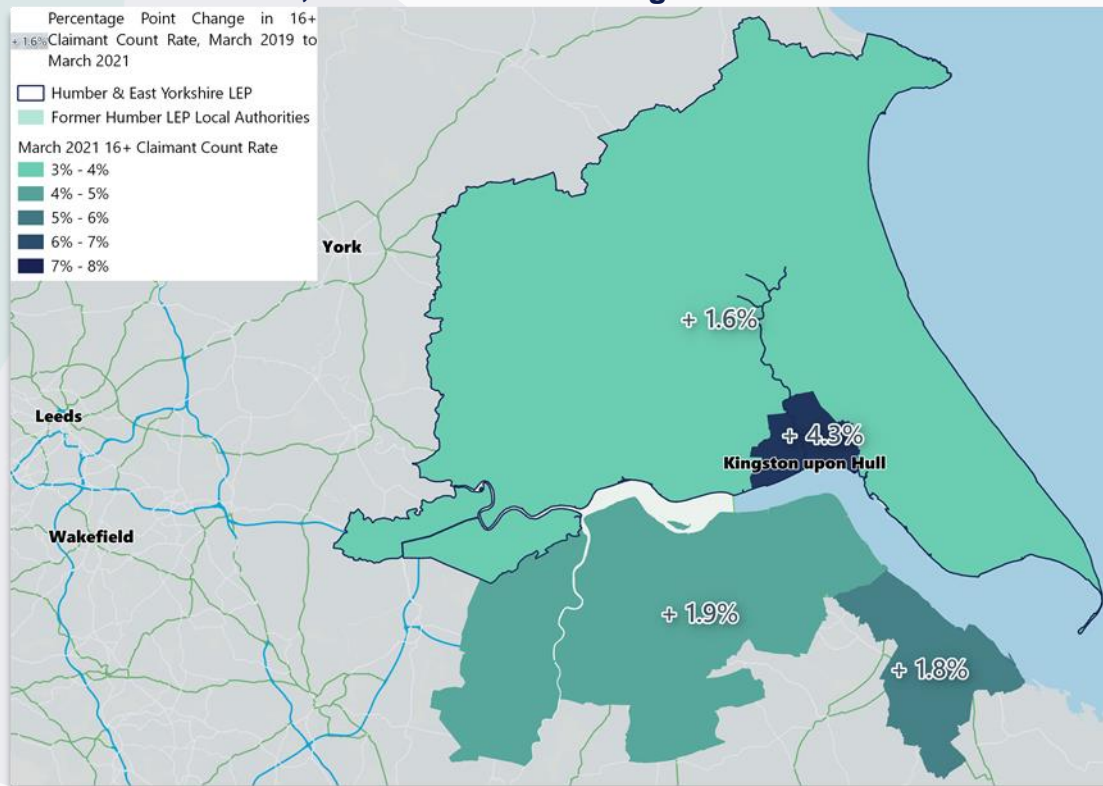 Percentage Point Change in 16+
+ 1.6% Claimant Count Rate, March 2019 to
March 2021
Humber & East Yorkshire LEP
Former Humber LEP Local Authorities
March 2021 16+ Claimant Count Rate
3% - 4%
4% - 5%
5% - 6%
6% - 7%
7% - 8%
York
+ 1.6%
Leeds
+ 4.3%
Kingston upon Hull
Wakefield
+ 1.9%
+ 1.8%